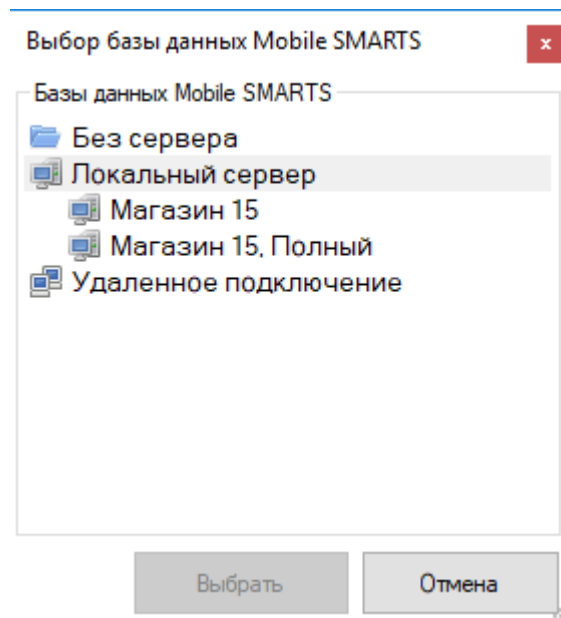 Выбор базы данных Mobile SMARTS
x
Базы данных Mobile SMARTS
Без сервера
Локальный сервер
Магазин 15
Магазин 15, Полный
Удаленное подключение
Выбрать Отмена